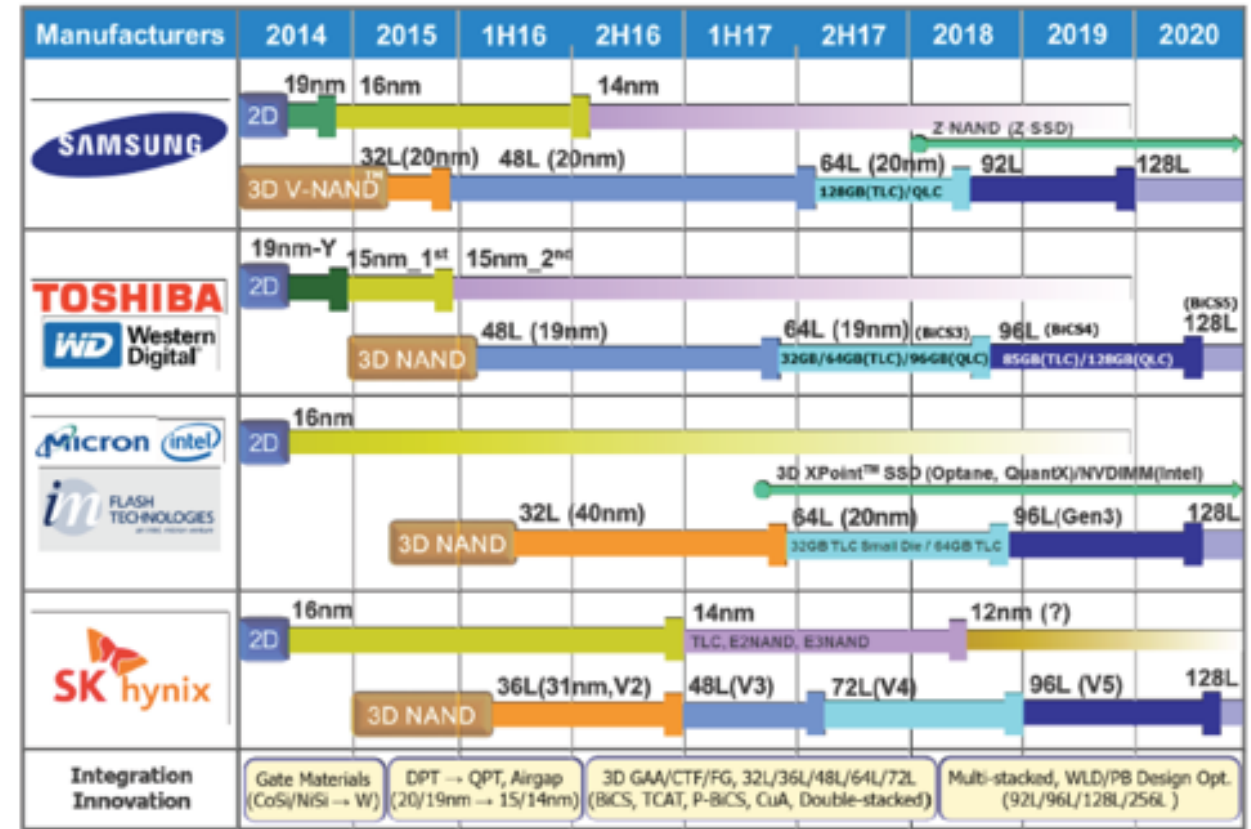 Manufacturers 2014 2015 1H16 2H16 1H17 2H17 2018 2019 2020
SAMSUNG
19nm 16nm 14nm
2D
Z-NAND (Z-SSD)
32L(20nm) 48L (20nm) 64L (20nm) 92L 128L
3D V-NAND™ 128GB(TLC)/QLC
TOSHIBA
WD Western
Digital
19nm-Y 15nm_1st 15nm_2nd
2D
(BiCS5)
48L (19nm) 64L (19nm) (BiCS3) 96L (BiCS4) 128L
3D NAND 32GB/64GB(TLC)/96GB(QLC) 85GB(TLC)/128GB(QLC)
Micron intel
im FLASH
TECHNOLOGIES
16nm
2D
3D XPoint™ SSD (Optane, QuantX)/NVDIMM(Intel)
32L (40nm) 64L (20nm) 96L(Gen3) 128L
3D NAND 32GB TLC Small Die / 64GB TLC
SK hynix
16nm 14nm 12nm (?)
2D TLC, E2NAND, E3NAND
36L(31nm,V2) 48L(V3) 72L(V4) 96L (V5) 128L
3D NAND
Integration
Innovation
Gate Materials
(CoSi/NiSi → W)
DPT → QPT, Airgap
(20/19nm → 15/14nm)
3D GAA/CTF/FG, 32L/36L/48L/64L/72L
(BiCS, TCAT, P-BiCS, CuA, Double-stacked)
Multi-stacked, WLD/PB Design Opt.
(92L/96L/128L/256L )